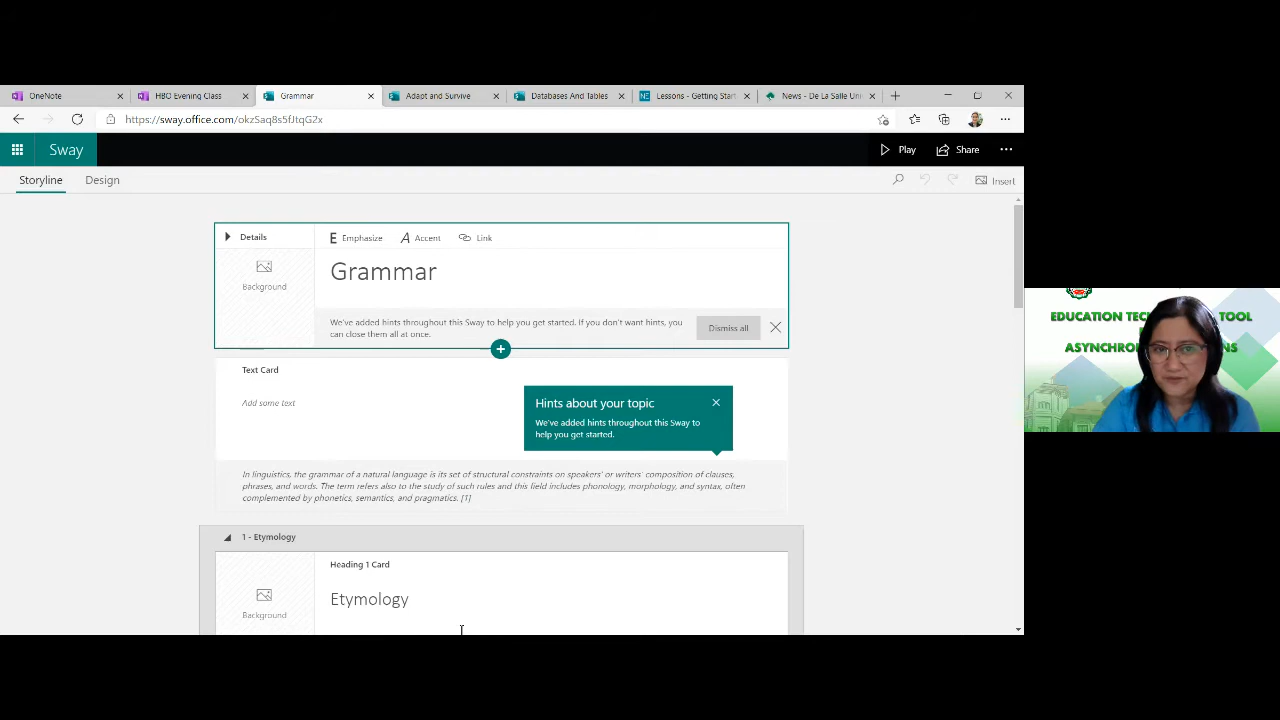 OneNote
HBO Evening Class
Grammar
Adapt and Survive
Databases And Tables
Lessons - Getting Star
News - De La Salle Uni
https://sway.office.com/okzSaq8s5fJtqG2x
Sway
Play
Share
Storyline
Design
Insert
Details
E Emphasize
A Accent
Link
Background
Grammar
We've added hints throughout this Sway to help you get started. If you don't want hints, you
can close them all at once.
Dismiss all
Text Card
Add some text
Hints about your topic
We've added hints throughout this Sway to
help you get started.
In linguistics, the grammar of a natural language is its set of structural constraints on speakers' or writers' composition of clauses,
phrases, and words. The term refers also to the study of such rules and this field includes phonology, morphology, and syntax, often
complemented by phonetics, semantics, and pragmatics. [1]
1 - Etymology
Heading 1 Card
Background
Etymology
EDUCATION TEC TOOL
ASYNCHR NS